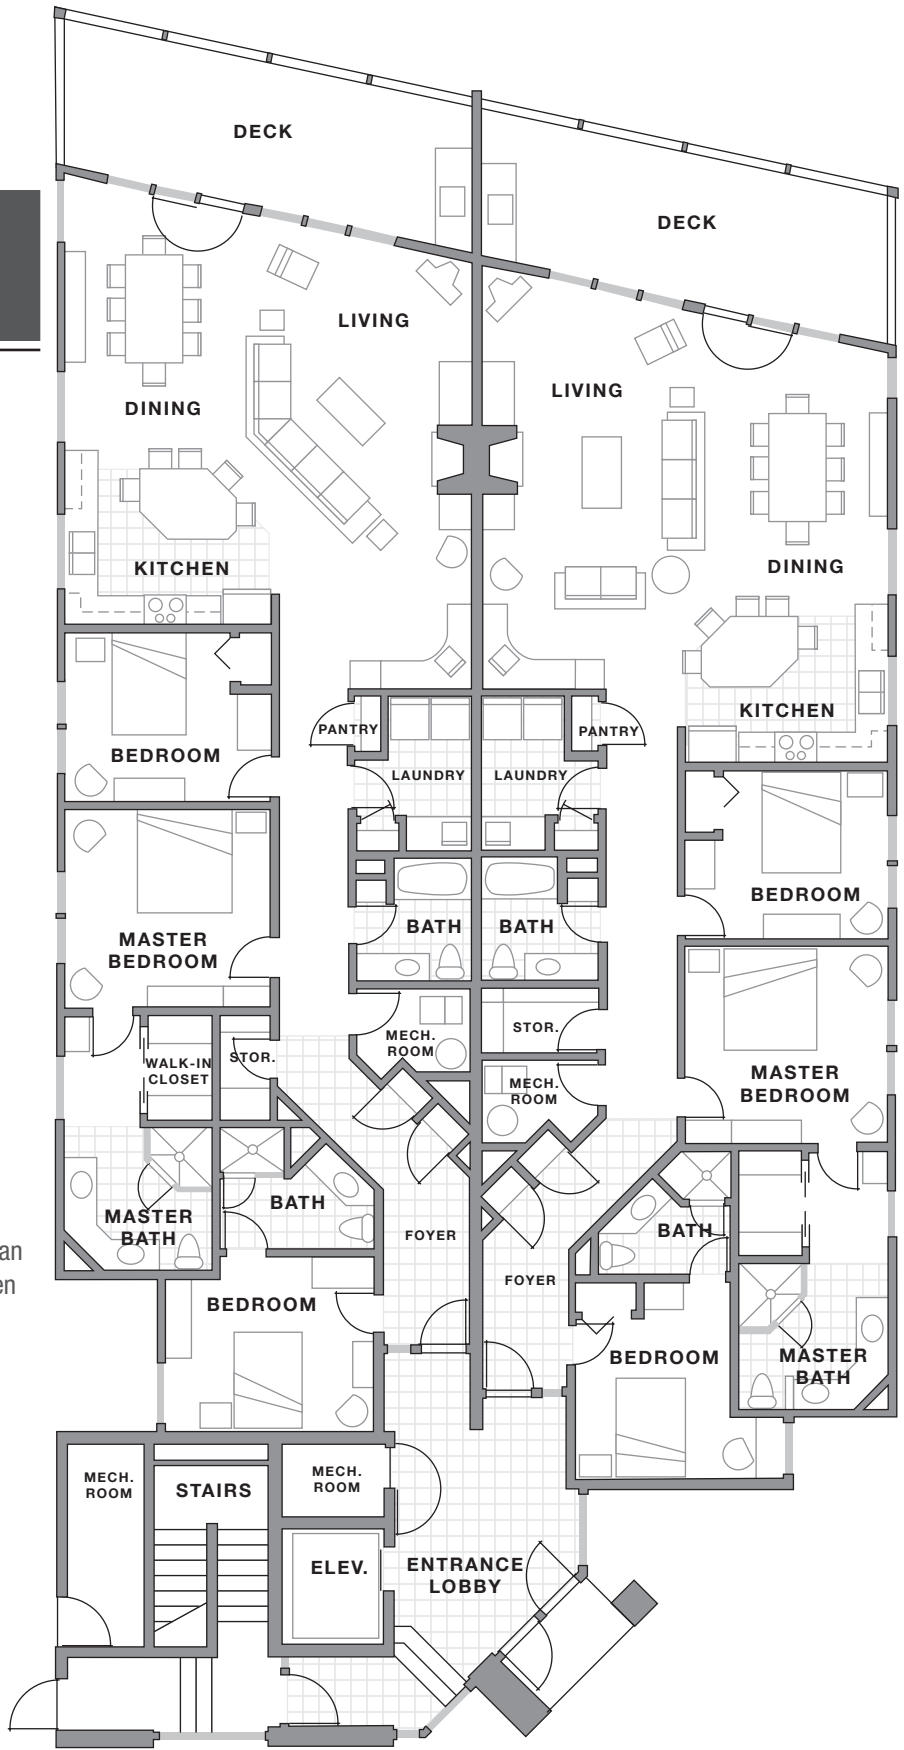 DECK
DECK
LIVING
LIVING
DINING
DINING
KITCHEN
KITCHEN
PANTRY
PANTRY
LAUNDRY
LAUNDRY
BEDROOM
BEDROOM
BATH
BATH
MASTER
BEDROOM
MECH.
ROOM
STOR.
WALK-IN
CLOSET
STOR.
MECH.
ROOM
MASTER
BEDROOM
BATH
MASTER
BATH
FOYER
BATH
an
en
FOYER
BEDROOM
BEDROOM
MASTER
BATH
MECH.
ROOM
STAIRS
MECH.
ROOM
ELEV.
ENTRANCE
LOBBY